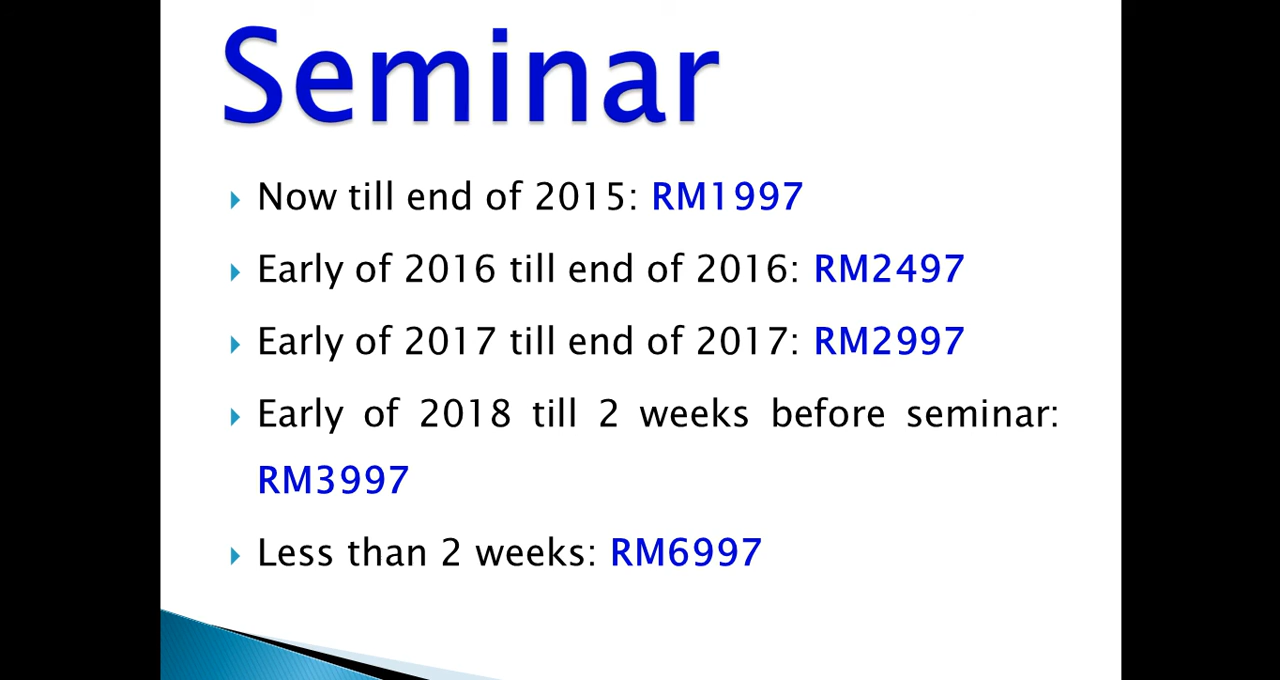 Seminar
Now till end of 2015: RM1997
Early of 2016 till end of 2016: RM2497
Early of 2017 till end of 2017: RM2997
Early of 2018 till 2 weeks before seminar:
RM3997
Less than 2 weeks: RM6997